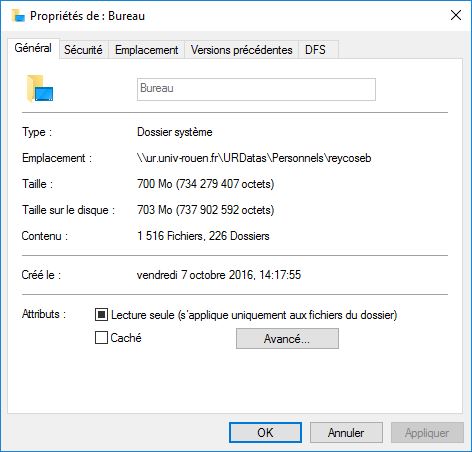 Propriétés de : Bureau
Général Sécurité Emplacement Versions précédentes DFS
Bureau
Type : Dossier système
Emplacement : \\ur.univ-rouen.fr\URDatas\Personnels\reycoseb
Taille : 700 Mo (734 279 407 octets)
Taille sur le disque : 703 Mo (737 902 592 octets)
Contenu : 1 516 Fichiers, 226 Dossiers
Créé le : vendredi 7 octobre 2016, 14:17:55
Attributs : Lecture seule (s'applique uniquement aux fichiers du dossier)
Caché Avancé...
OK Annuler Appliquer